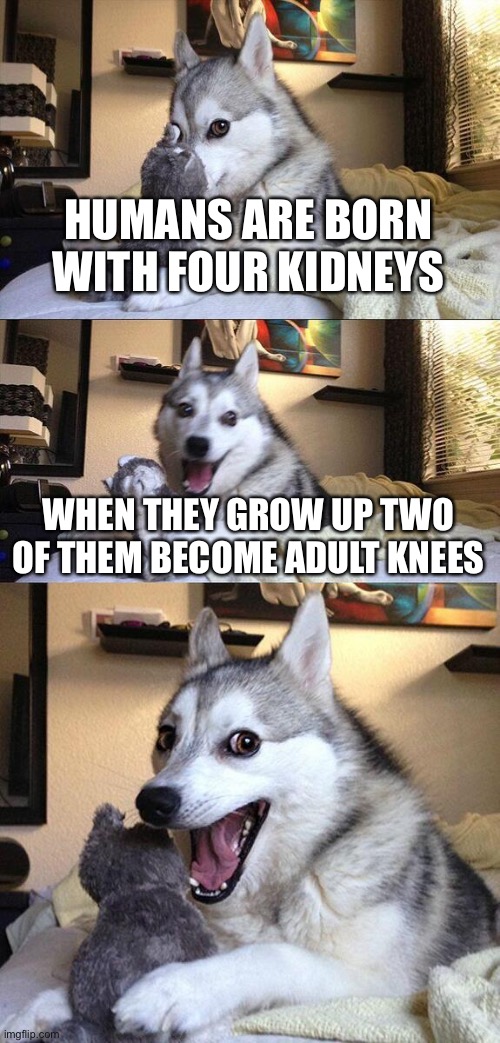 HUMANS ARE BORN
WITH FOUR KIDNEYS
WHEN THEY GROW UP TWO
OF THEM BECOME ADULT KNEES
imgflip.com